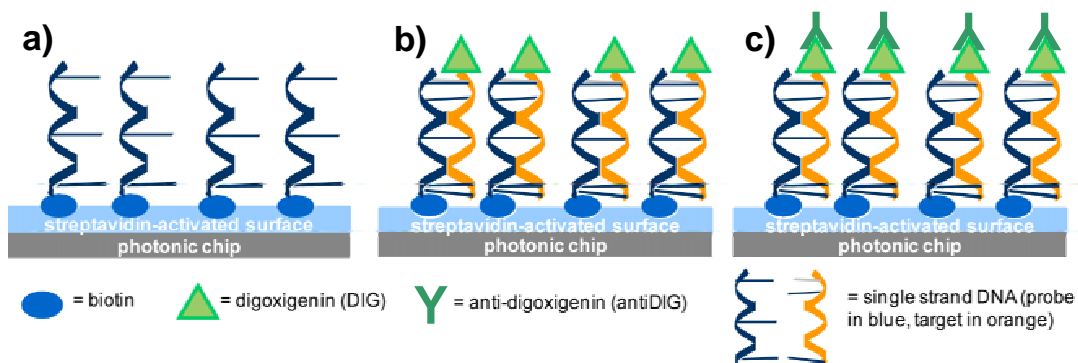 a)
streptavidin-activated surface
photonic chip
b)
streptavidin-activated surface
photonic chip
c)
streptavidin-activated surface
photonic chip
= biotin
= digoxigenin (DIG)
= anti-digoxigenin (antiDIG)
= single strand DNA (probe
in blue, target in orange)